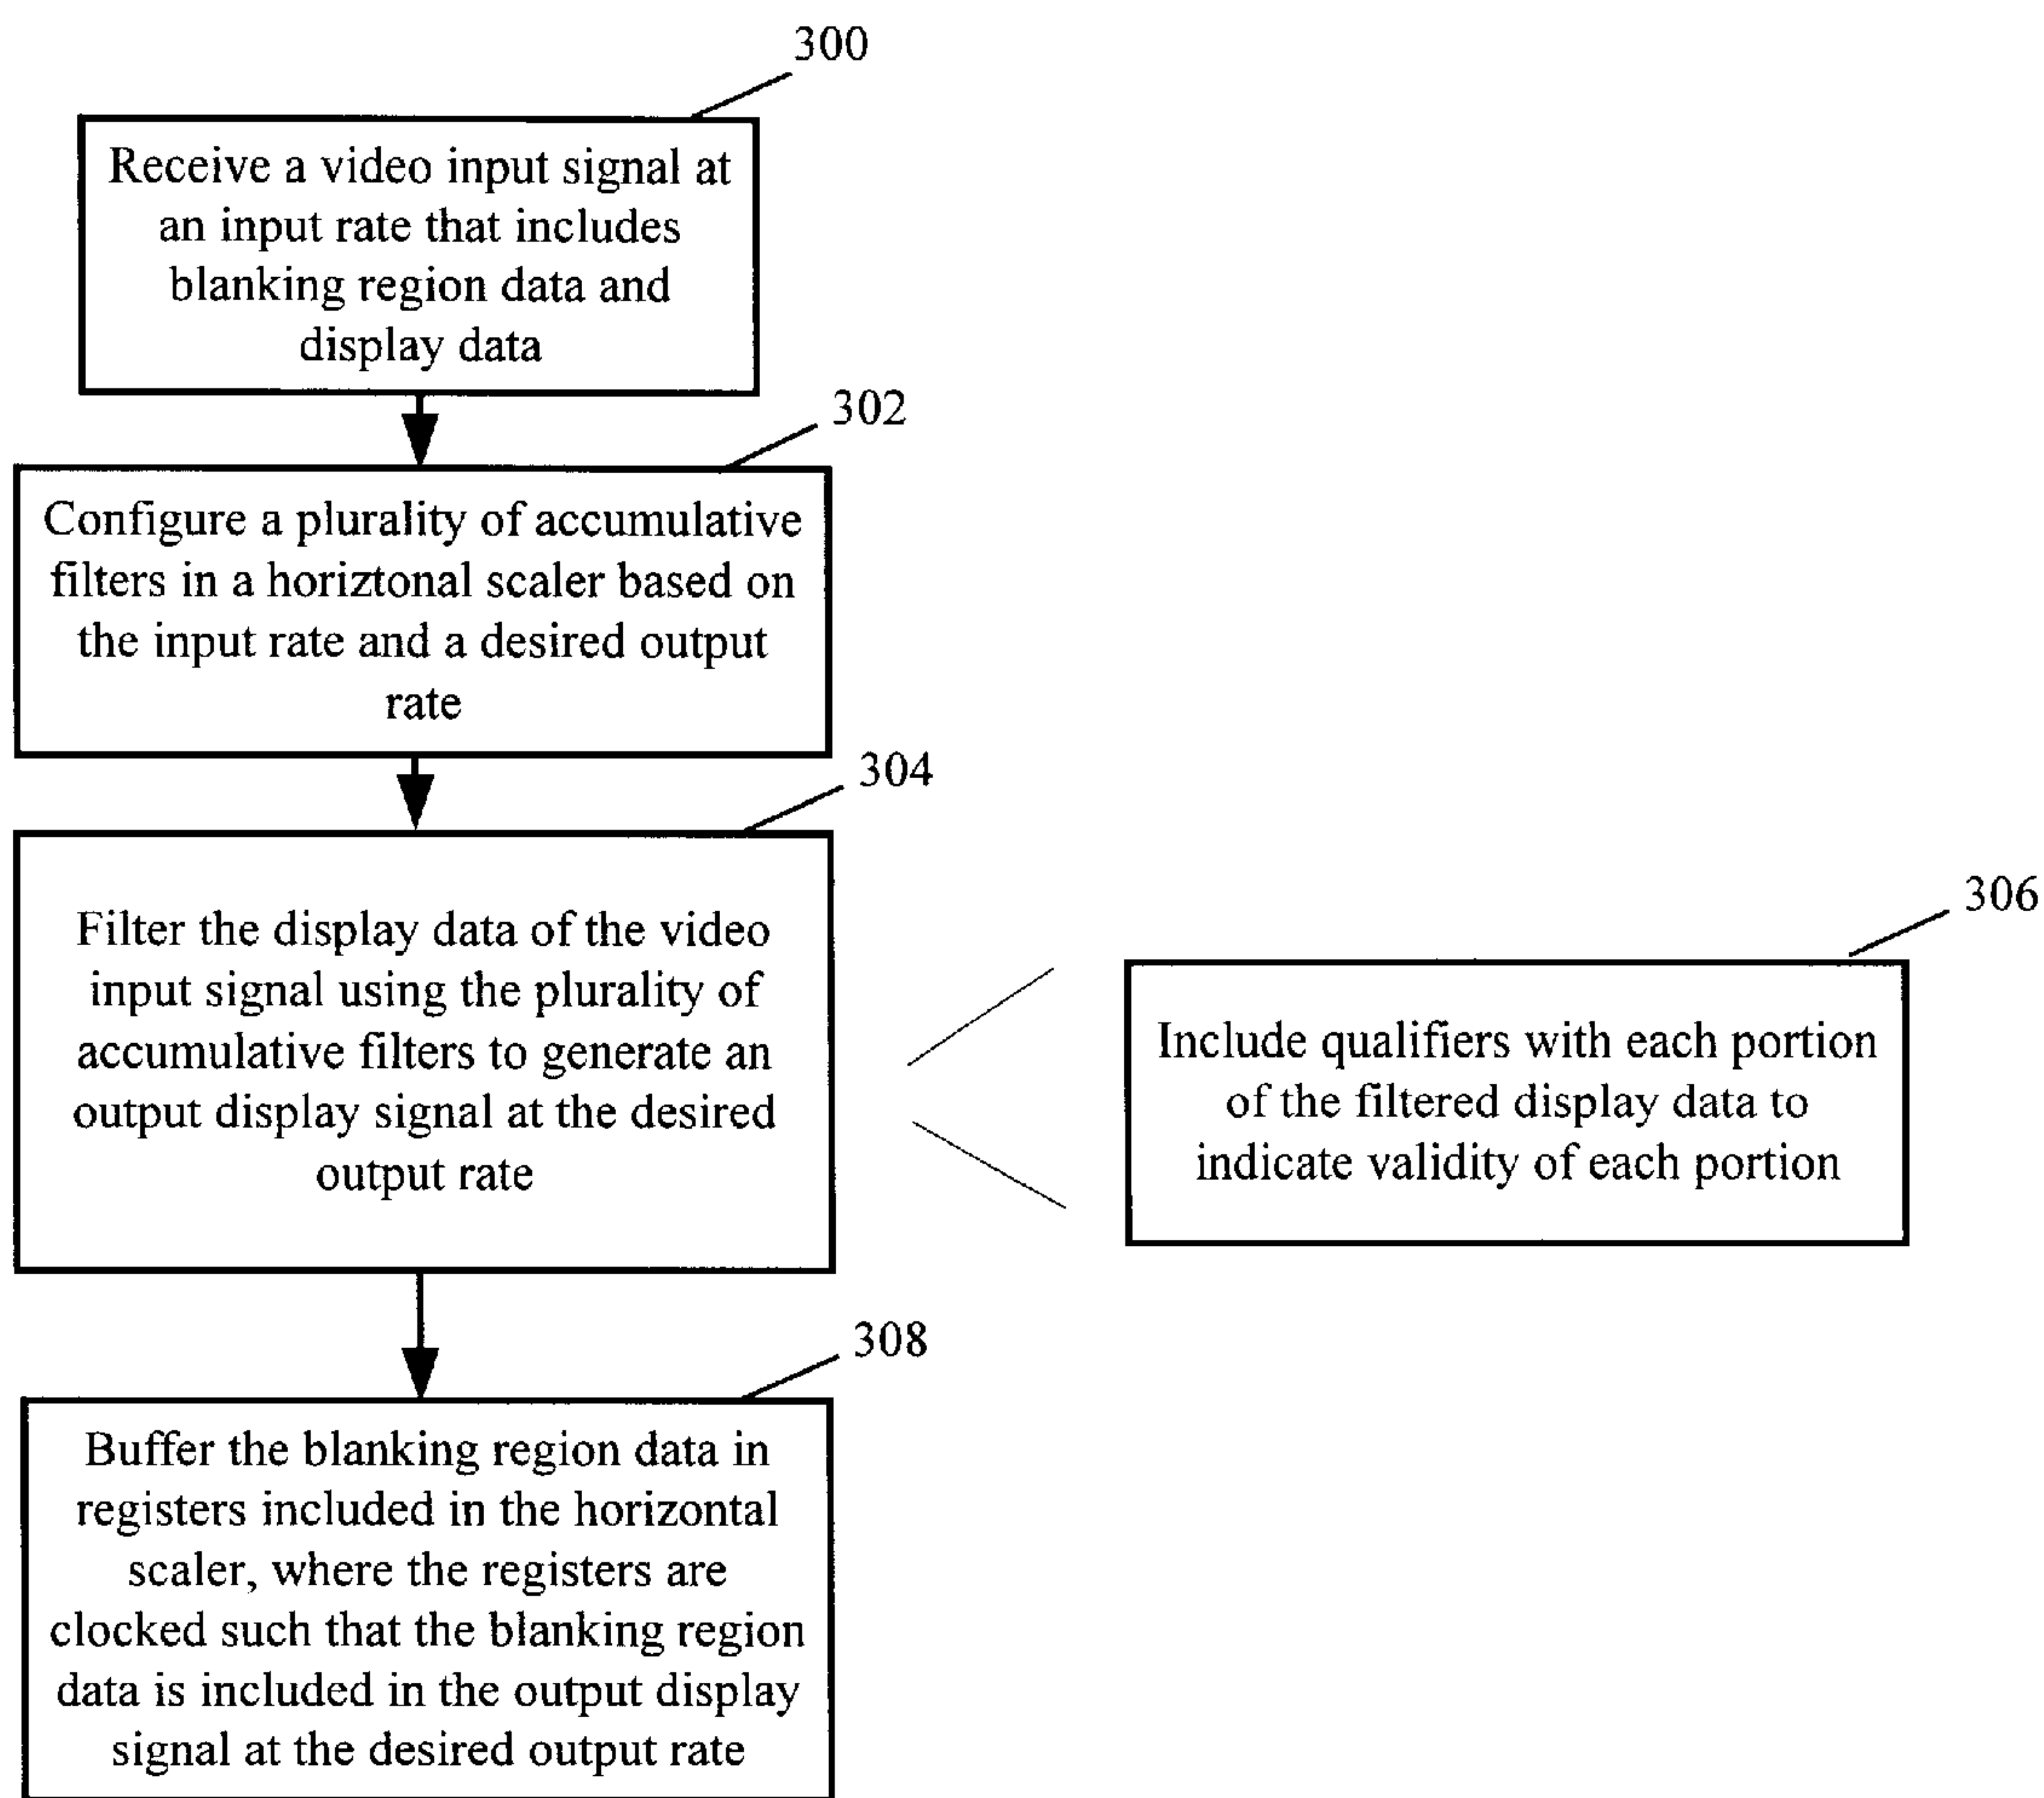 300
Receive a video input signal at
an input rate that includes
blanking region data and
display data
302
Configure a plurality of accumulative
filters in a horiztonal scaler based on
the input rate and a desired output
rate
304
Filter the display data of the video
input signal using the plurality of
accumulative filters to generate an
output display signal at the desired
output rate
306
Include qualifiers with each portion
of the filtered display data to
indicate validity of each portion
308
Buffer the blanking region data in
registers included in the horizontal
scaler, where the registers are
clocked such that the blanking region
data is included in the output display
signal at the desired output rate